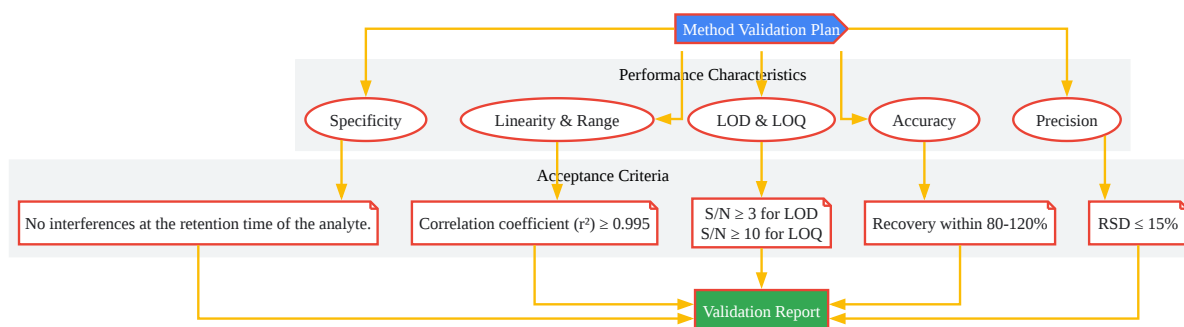 Method Validation Plan
Performance Characteristics
Specificity
Linearity & Range
LOD & LOQ
Accuracy
Precision
Acceptance Criteria
No interferences at the retention time of the analyte.
Correlation coefficient (r²) ≥ 0.995
S/N ≥ 3 for LOD
S/N ≥ 10 for LOQ
Recovery within 80-120%
RSD ≤ 15%
Validation Report